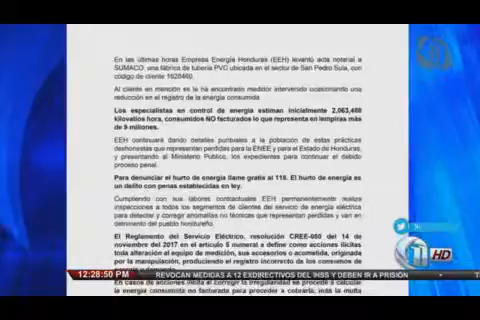 En las últimas horas Empresa Energía Honduras (EEH) levantó acta notarial a
SUMACO, una fábrica de tubería PVC ubicada en el sector de San Pedro Sula, con
código de cliente 1620460.
Al cliente en mención se le ha encontrado medidor intervenido ocasionando una
reducción en el registro de la energía consumida.
Los especialistas en control de energía estiman inicialmente 2,063,488
kilovatios hora, consumidos NO facturados lo que representa en lempiras más
de 9 millones.
EEH continuará dando detalles puntuales a la población de estas prácticas
deshonestas que representan perdidas para la ENEE y para el Estado de Honduras,
y presentando al Ministerio Publico, los expedientes para continuar el debido
proceso penal.
Para denunciar el hurto de energía llame gratis al 118. El hurto de energía es
un delito con penas establecidas en ley.
Cumpliendo con sus labores contractuales EEH permanentemente realiza
inspecciones a todos los segmentos de clientes del servicio de energía eléctrica
para detectar y corregir anomalías no técnicas que representan perdidas y van en
detrimento del pueblo hondureño.
El Reglamento del Servicio Eléctrico, resolución CREE-050 del 14 de
noviembre del 2017 en el artículo 5 numeral a define como acciones ilícitas
toda alteración al equipo de medición, sus accesorios o acometida, originada
por la manipulación, produciendo el registro incorrecto de los consumos de
En casos de acciones ilícita al corregir la irregularidad se procede a calcular
la energía consumida no facturada para proceder a cobrarla, más la multa
HD
12:28:50 PM
REVOCAN MEDIDAS A 12 EXDIRECTIVOS DEL IHSS Y DEBEN IR A PRISIÓN